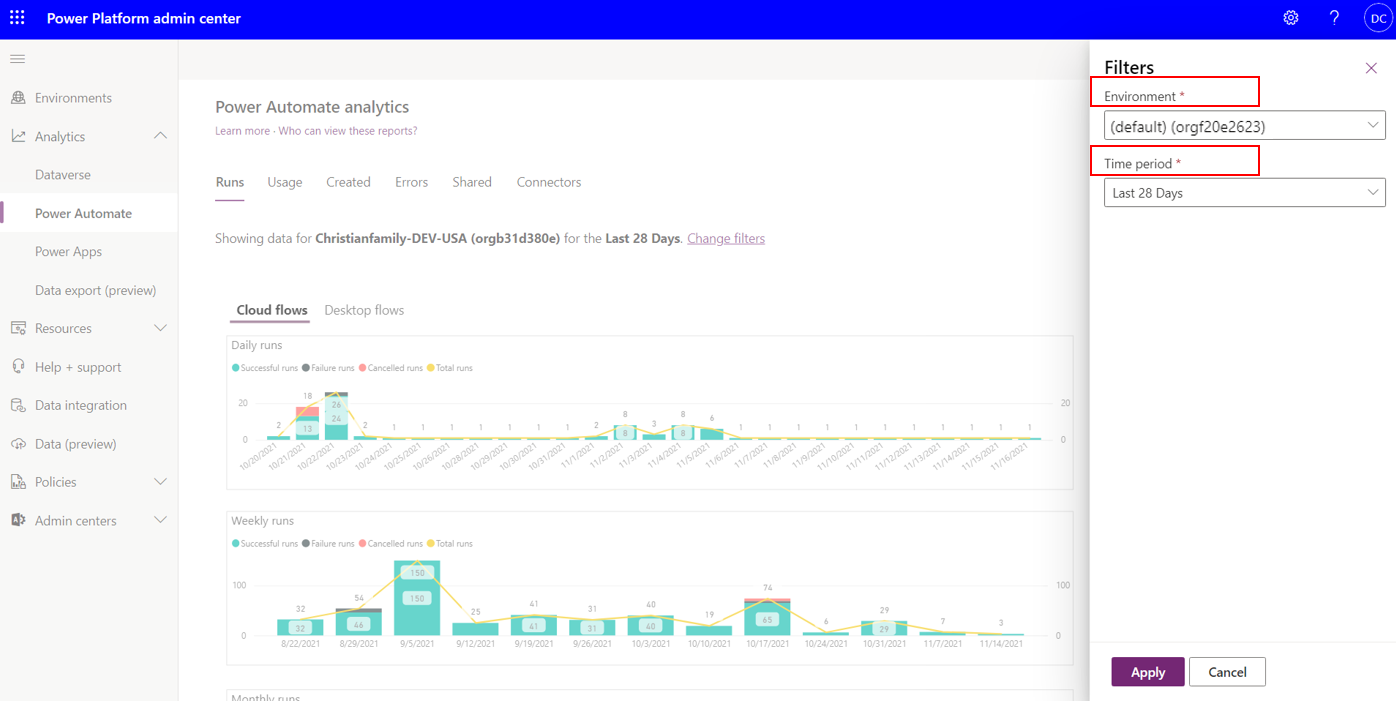 Power Platform admin center
?
DC
Environments
Analytics
Dataverse
Power Automate
Power Apps
Data export (preview)
Resources
Help + support
Data integration
Data (preview)
Policies
Admin centers
Power Automate analytics
Learn more · Who can view these reports?
Runs Usage Created Errors Shared Connectors
Showing data for Christianfamily-DEV-USA (orgb31d380e) for the Last 28 Days. Change filters
Cloud flows Desktop flows
Daily runs
Successful runs Failure runs Cancelled runs Total runs
20 20
0 0
2 18 26 2 1 1 1 1 1 1 2 8 3 8 6 1 1 1 1 1 1 1 1 1 1
13 24 8 8
10/20/2021 10/21/2021 10/22/2021 10/23/2021 10/24/2021 10/25/2021 10/26/2021 10/28/2021 10/29/2021 10/30/2021 10/31/2021 11/1/2021 11/2/2021 11/3/2021 11/4/2021 11/5/2021 11/6/2021 11/7/2021 11/8/2021 11/9/2021 11/10/2021 11/11/2021 11/12/2021 11/13/2021 11/14/2021 11/15/2021 11/16/2021
Weekly runs
Successful runs Failure runs Cancelled runs Total runs
100 100
0 0
32 54 150 25 41 31 40 19 74 6 29 7 3
32 46 150 41 31 40 65 29
8/22/2021 8/29/2021 9/5/2021 9/12/2021 9/19/2021 9/26/2021 10/3/2021 10/10/2021 10/17/2021 10/24/2021 10/31/2021 11/7/2021 11/14/2021
Monthly runs
Filters
Environment *
(default) (orgf20e2623)
Time period *
Last 28 Days
Apply Cancel